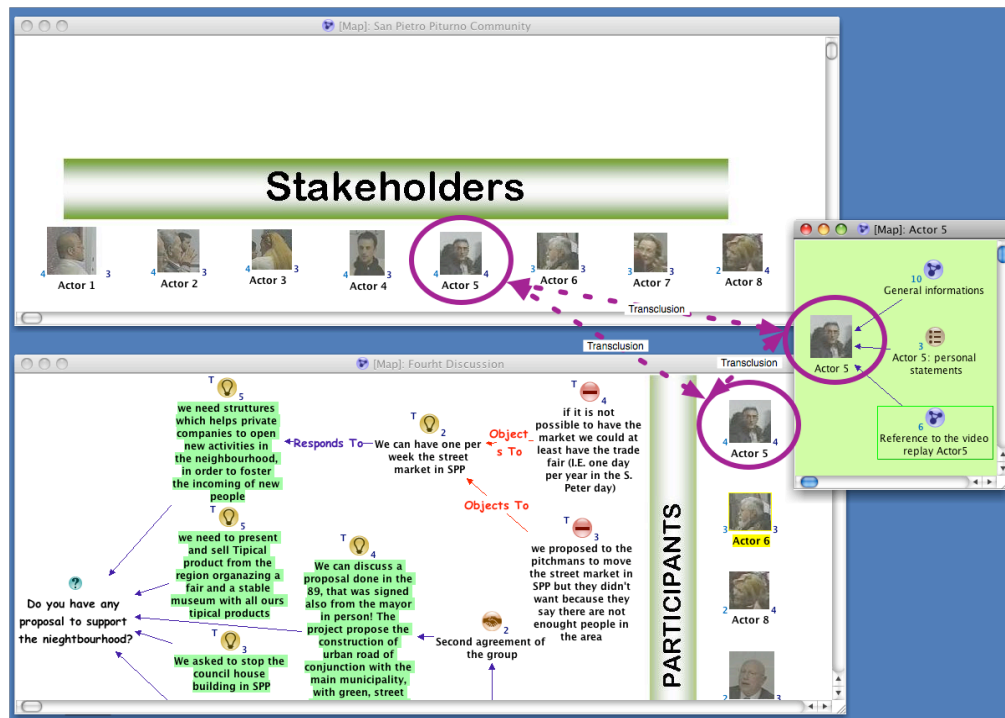 [Map]: San Pietro Piturno Community
Stakeholders
4 3
Actor 1
4 3
Actor 2
4 3
Actor 3
4 3
Actor 4
4 4
Actor 5
3 3
Actor 6
3 3
Actor 7
2 4
Actor 8
Transclusion
Transclusion
Transclusion
[Map]: Actor 5
Actor 5
10
General informations
3
Actor 5: personal
statements
6
Reference to the video
replay Actor5
[Map]: Fourht Discussion
T
5
we need struttures
which helps private
companies to open
new activities in
the neighbourhood,
in order to foster
the incoming of new
people
Responds To
T
2
We can have one per
week the street
market in SPP
Object
s To
T
4
if it is not
possible to have the
market we could at
least have the trade
fair (I.E. one day
per year in the S.
Peter day)
Objects To
T
3
we proposed to the
pitchmans to move
the street market in
SPP but they didn't
want because they
say there are not
enought people in
the area
T
5
we need to present
and sell Tipical
product from the
region organazing a
fair and a stable
museum with all ours
tipical products
T
4
We can discuss a
proposal done in the
89, that was signed
also from the mayor
in person! The
project propose the
construction of
urban road of
conjunction with the
main municipality,
with green, street
?
Do you have any
proposal to support
the nieghtbourhood?
T
3
We asked to stop the
council house
building in SPP
2
Second agreement of
the group
PARTICIPANTS
4 4
Actor 5
3 3
Actor 6
2 4
Actor 8
2 3